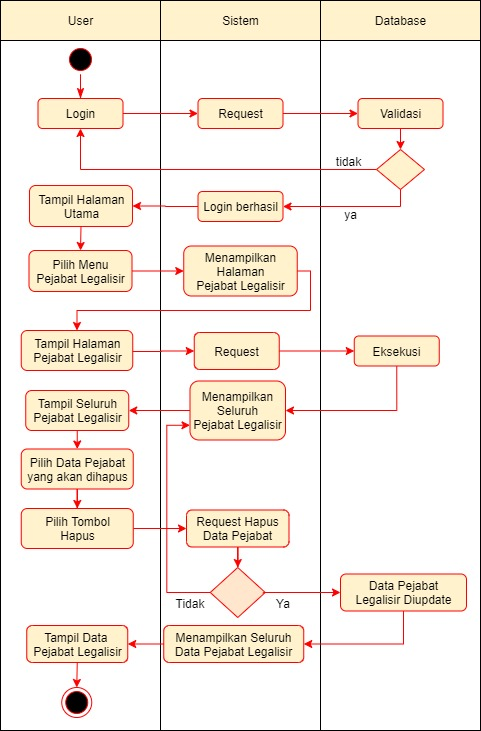 User
Sistem
Database
Login
Request
Validasi
tidak
Tampil Halaman
Utama
Login berhasil
ya
Pilih Menu
Pejabat Legalisir
Menampilkan
Halaman
Pejabat Legalisir
Tampil Halaman
Pejabat Legalisir
Request
Eksekusi
Tampil Seluruh
Pejabat Legalisir
Menampilkan
Seluruh
Pejabat Legalisir
Pilih Data Pejabat
yang akan dihapus
Pilih Tombol
Hapus
Request Hapus
Data Pejabat
Tidak
Ya
Data Pejabat
Legalisir Diupdate
Tampil Data
Pejabat Legalisir
Menampilkan Seluruh
Data Pejabat Legalisir